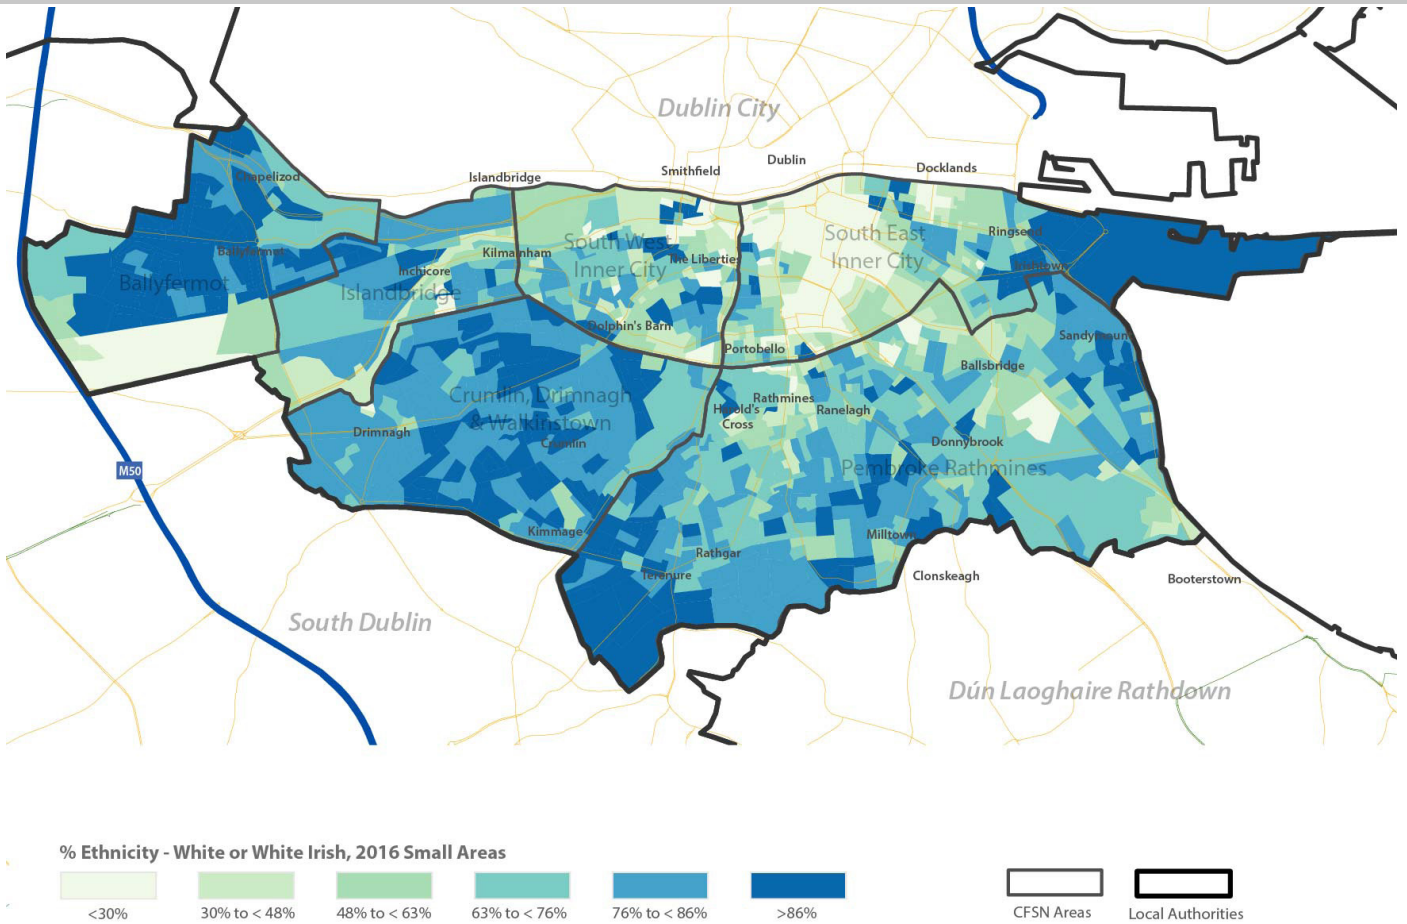 Dublin City
Dublin
Smithfield
Docklands
Islandbridge
Chapelizod
Ringsend
South East
Inner City
South West
Inner City
The Liberties
Kilmainham
Ballyfermot
Irishtown
Inchicore
Ballyfermot
Islandbridge
Dolphin's Barn
Sandymount
Portobello
Ballsbridge
Crumlin, Drimnagh
& Walkinstown
Rathmines
Harold's
Cross
Ranelagh
Drimnagh
Crumlin
Donnybrook
Pembroke Rathmines
M50
Kimmage
Milltown
Rathgar
Terenure
Clonskeagh
Booterstown
South Dublin
Dún Laoghaire Rathdown
% Ethnicity - White or White Irish, 2016 Small Areas
<30%
30% to < 48%
48% to < 63%
63% to < 76%
76% to < 86%
>86%
CFSN Areas
Local Authorities